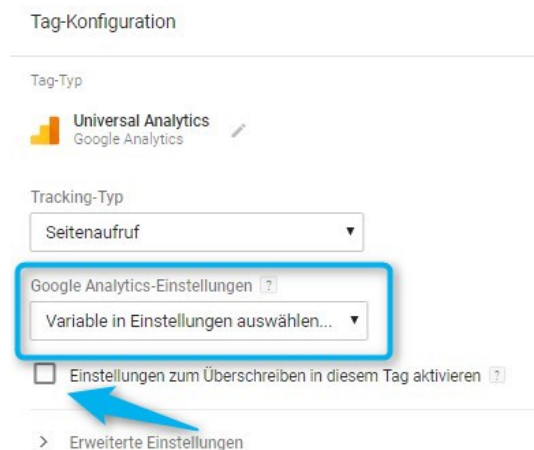 Tag-Konfiguration
Tag-Typ
Universal Analytics
Google Analytics
Tracking-Typ
Seitenaufruf
Google Analytics-Einstellungen ?
Variable in Einstellungen auswählen...
Einstellungen zum Überschreiben in diesem Tag aktivieren ?
Erweiterte Einstellungen